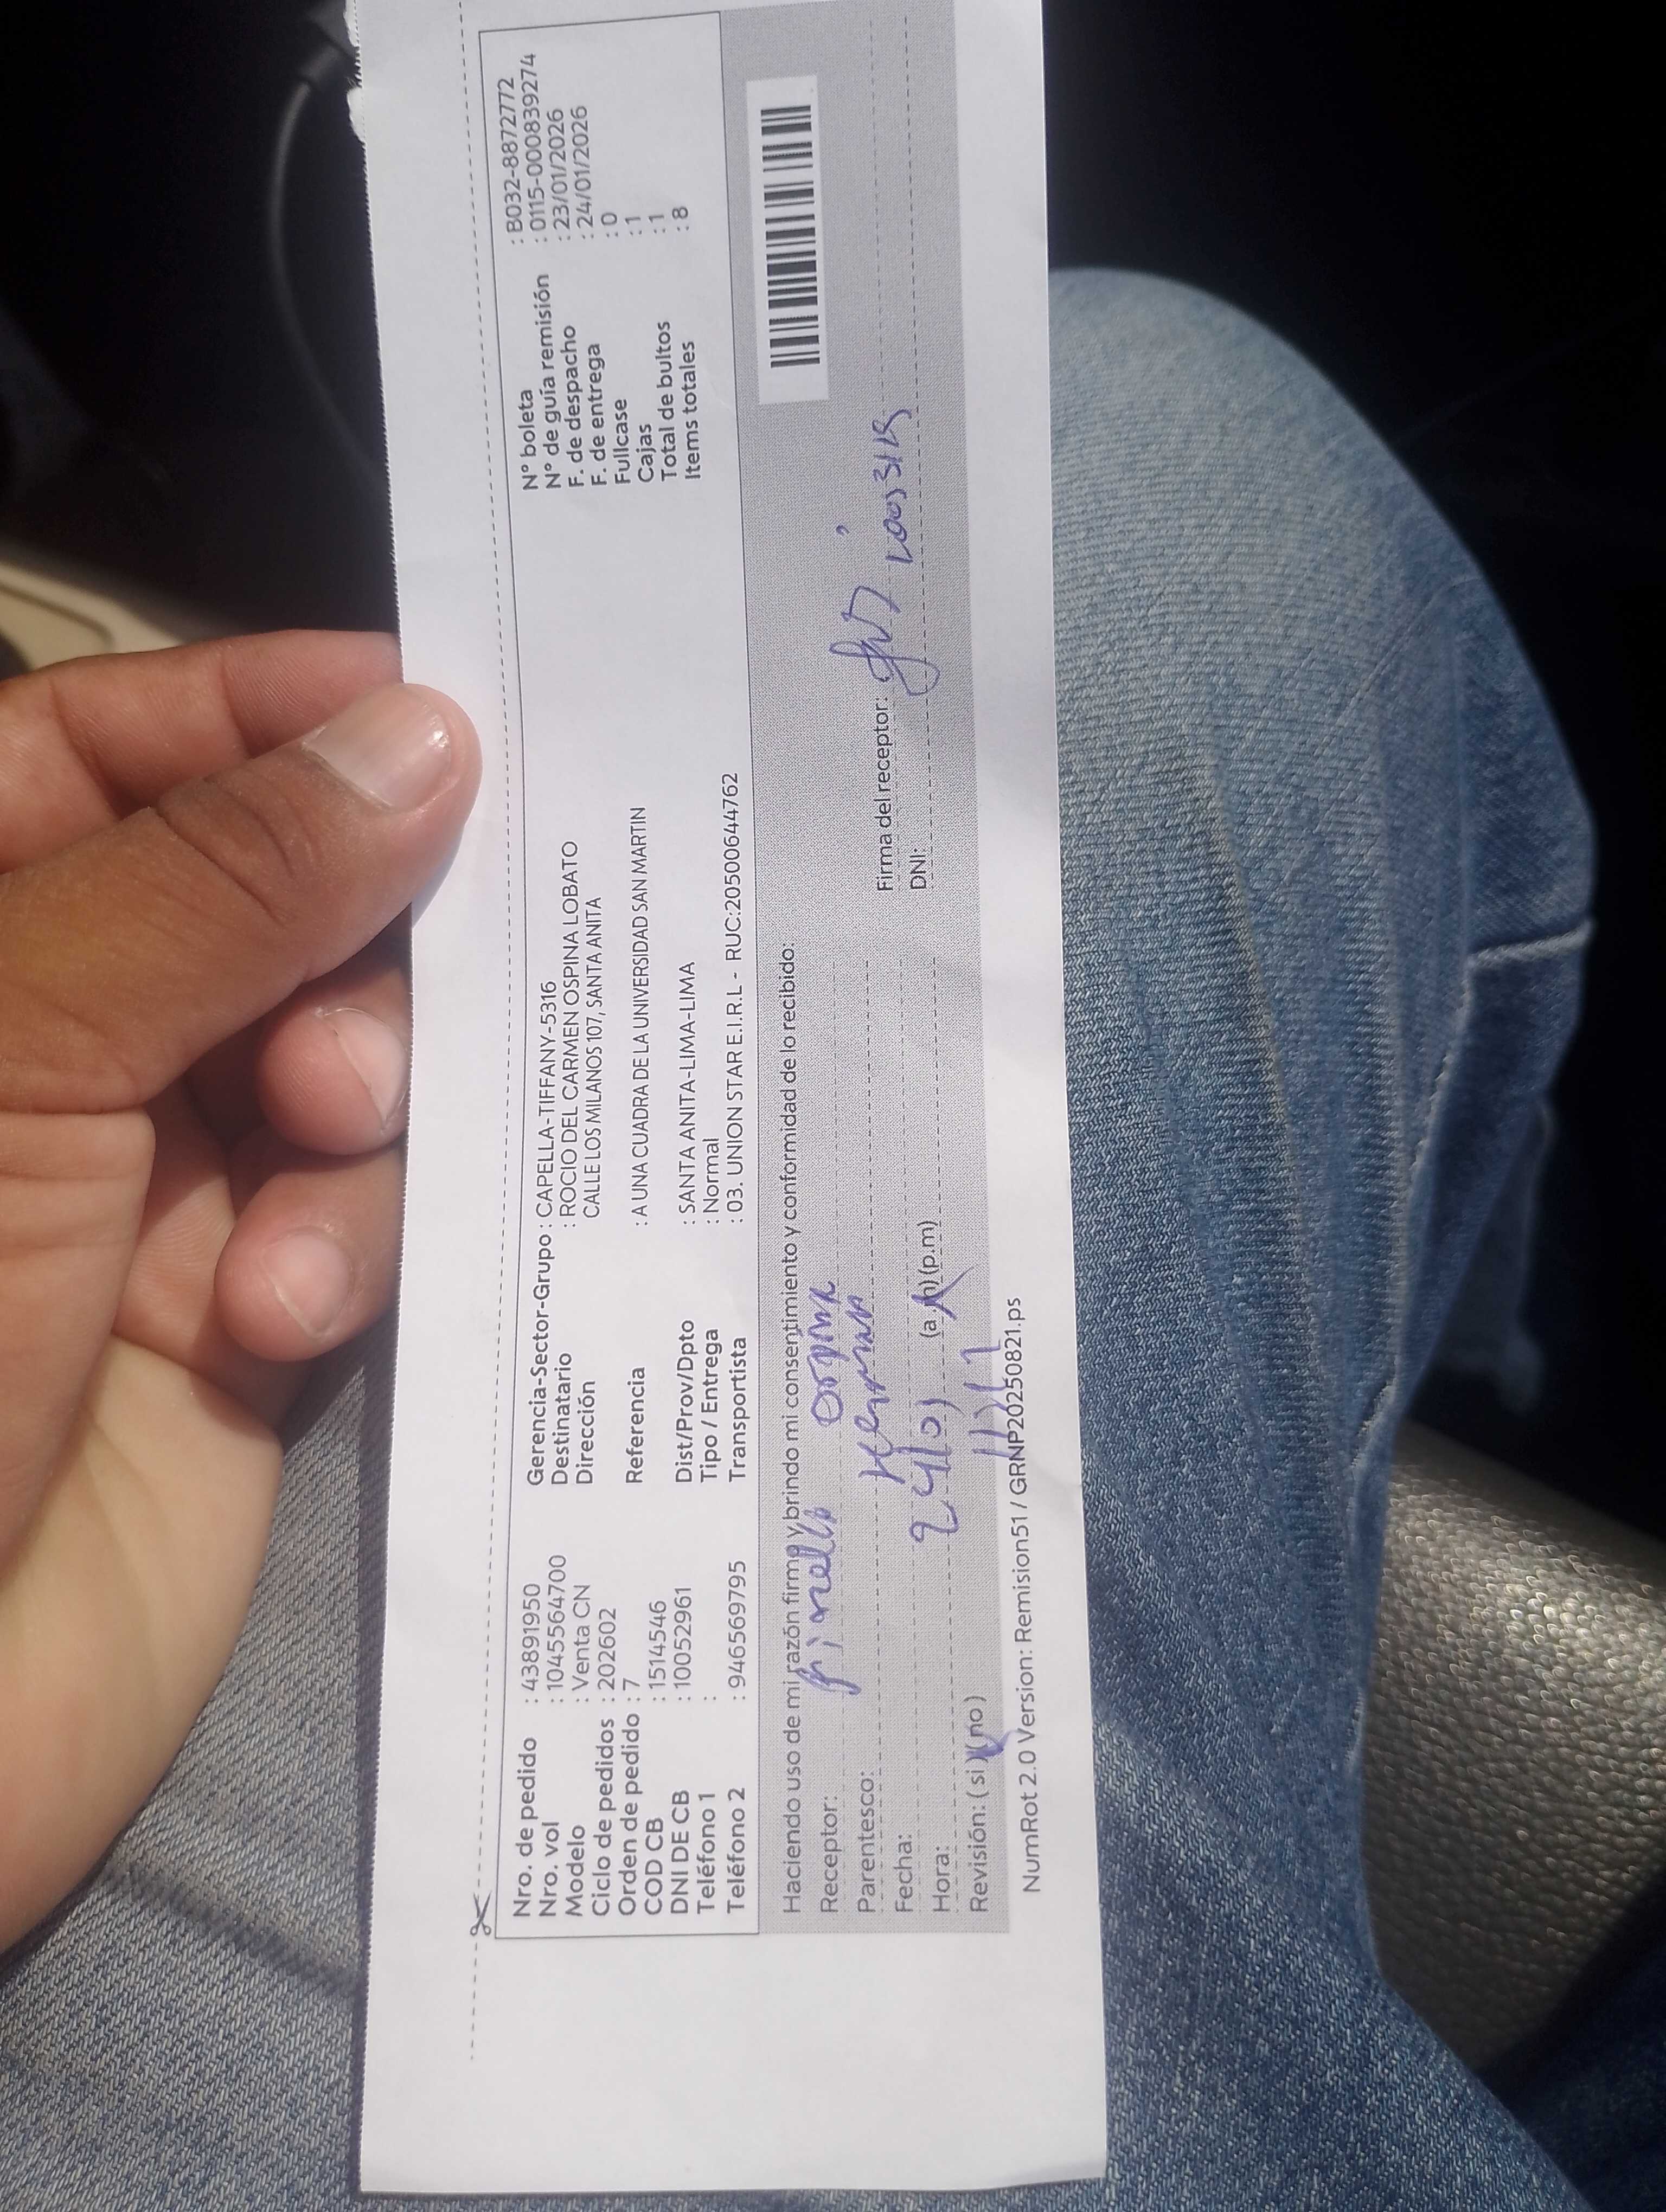 Nro. de pedido : 43891950
Nro. vol : 10455564700
Modelo : Venta CN
Ciclo de pedidos : 202602
Orden de pedido : 7
COD CB : 1514546
DNI DE CB : 10052961
Teléfono 1 :
Teléfono 2 : 946569795
Gerencia-Sector-Grupo : CAPELLA-TIFFANY-5316
Destinatario : ROCIO DEL CARMEN OSPINA LOBATO
Dirección CALLE LOS MILANOS 107, SANTA ANITA
Referencia : A UNA CUADRA DE LA UNIVERSIDAD SAN MARTIN
Dist/Prov/Dpto : SANTA ANITA-LIMA-LIMA
Tipo / Entrega : Normal
Transportista : 03. UNION STAR E.I.R.L - RUC:20500644762
N° boleta : B032-8872772
N° de guía remisión : 0115-0000839274
F. de despacho : 23/01/2026
F. de entrega : 24/01/2026
Fullcase : 0
Cajas : 1
Total de bultos : 1
Items totales : 8
Haciendo uso de mi razón firmo y brindo mi consentimiento y conformidad de lo recibido:
Receptor: ospina
Parentesco:
Fecha: 24/01
Hora: (a.m) (p.m)
Revisión: ( si ) ( no )
Firma del receptor:
DNI:
NumRot 2.0 Version: Remision51 / GRNP20250821.ps